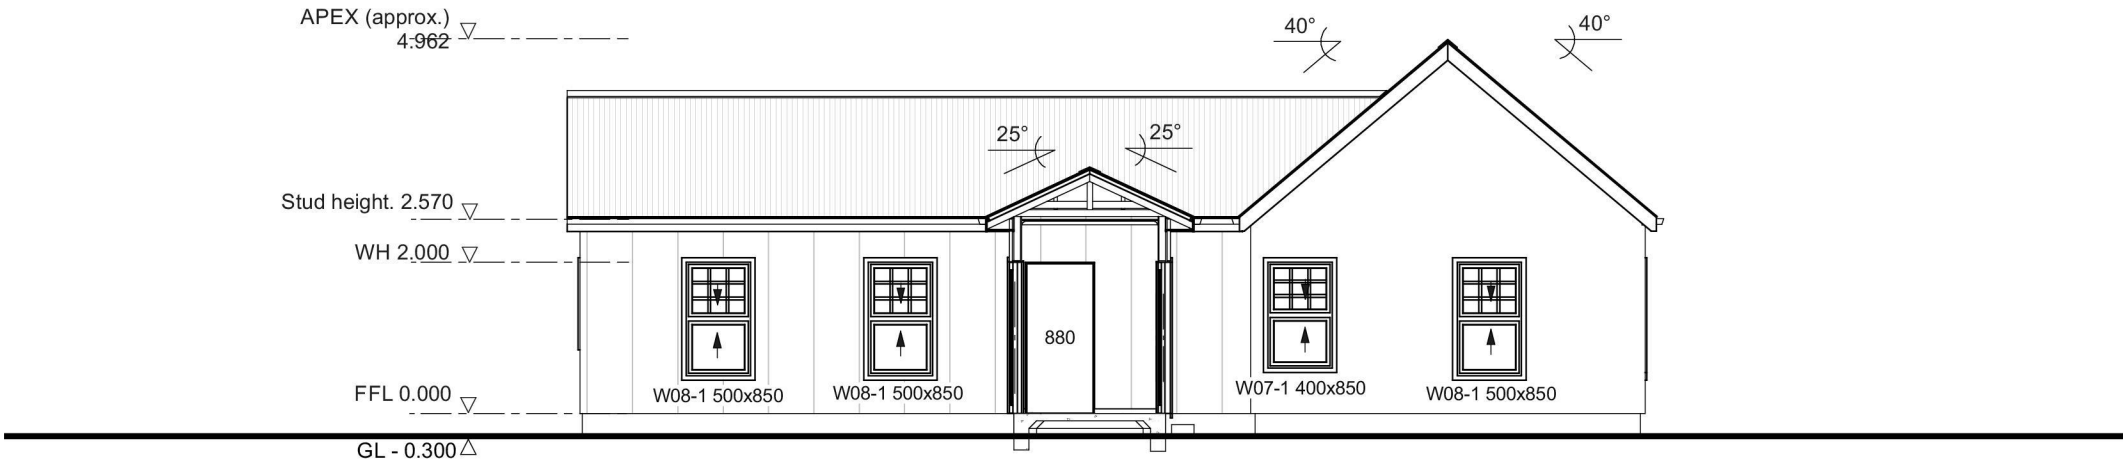 APEX (approx.)
4.962
40°
40°
25°
25°
Stud height. 2.570
WH 2.000
880
FFL 0.000
W08-1 500x850
W08-1 500x850
W07-1 400x850
W08-1 500x850
GL - 0.300